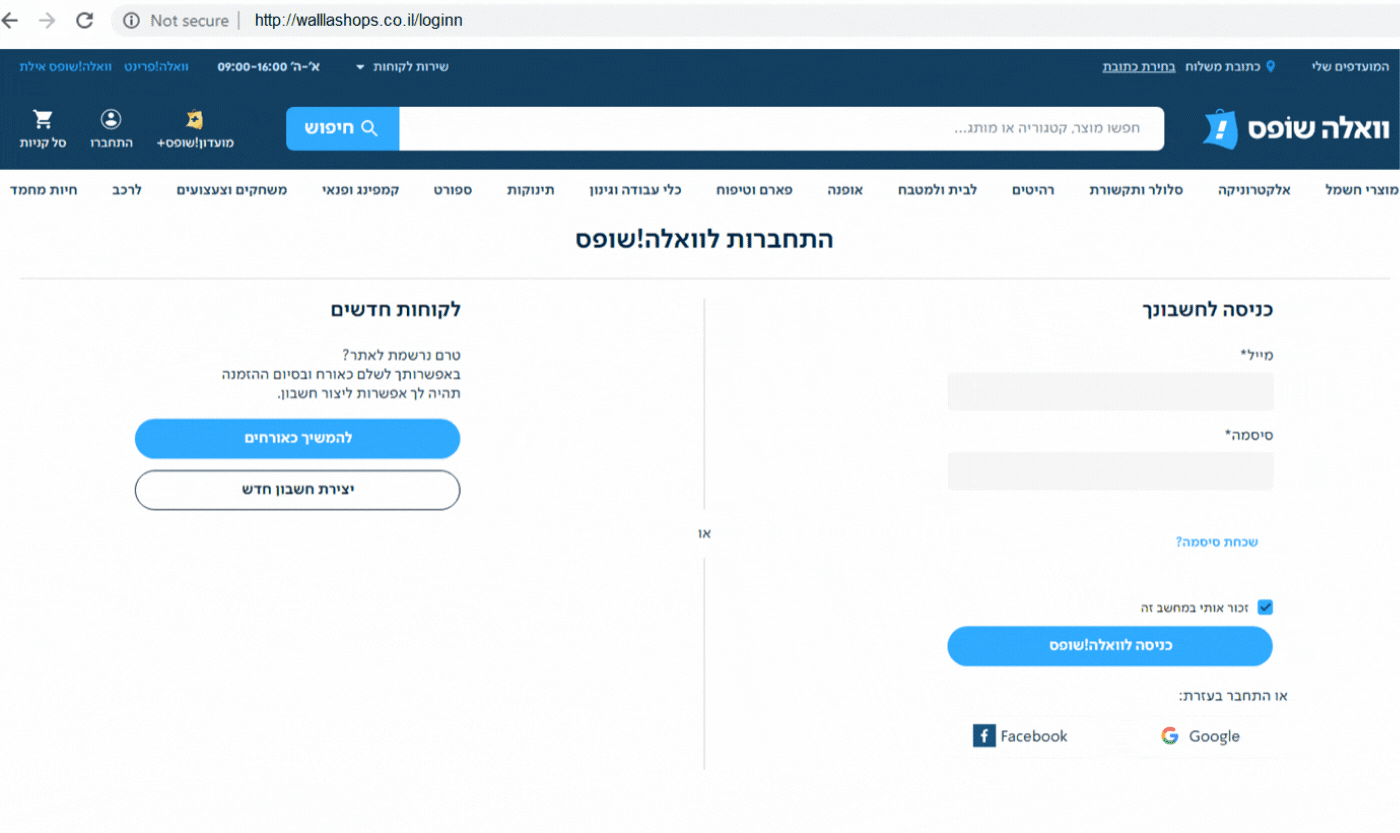 Not secure | http://walllashops.co.il/loginn
המועדפים שלי כתובת משלוח בחירת כתובת שירות לקוחות א'-ה' 09:00-16:00 וואלה!פרינט וואלה!שופס אילת
וואלה שופס חפשו מוצר, קטגוריה או מותג... חיפוש מועדון!שופס+ התחברו סל קניות
מוצרי חשמל אלקטרוניקה סלולר ותקשורת רהיטים לבית ולמטבח אופנה פארם וטיפוח כלי עבודה וגינון תינוקות ספורט קמפינג ופנאי משחקים וצעצועים לרכב חיות מחמד
התחברות לוואלה!שופס
כניסה לחשבונך
מייל*
סיסמה*
שכחת סיסמה?
זכור אותי במחשב זה
כניסה לוואלה!שופס
או התחבר בעזרת:
Google Facebook
או
לקוחות חדשים
טרם נרשמת לאתר?
באפשרותך לשלם כאורח ובסיום ההזמנה
תהיה לך אפשרות ליצור חשבון.
להמשיך כאורחים
יצירת חשבון חדש